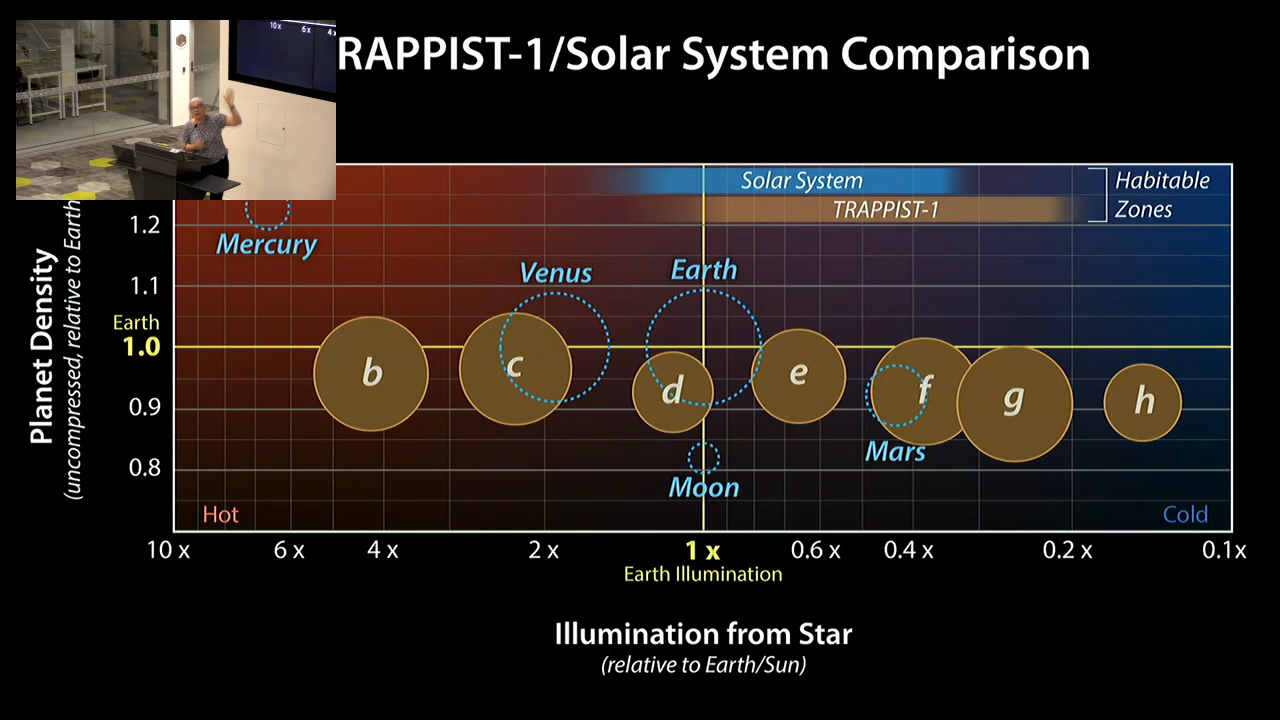 10 x 6 x 4 x
RAPPIST-1/Solar System Comparison
Solar System
TRAPPIST-1
Habitable
Zones
Planet Density
(uncompressed, relative to Earth
1.2
1.1
Earth
1.0
0.9
0.8
Mercury
Venus
Earth
b
c
d
e
f
g
h
Mars
Moon
Hot
Cold
10 x 6 x 4 x 2 x 1 x 0.6 x 0.4 x 0.2 x 0.1x
Earth Illumination
Illumination from Star
(relative to Earth/Sun)